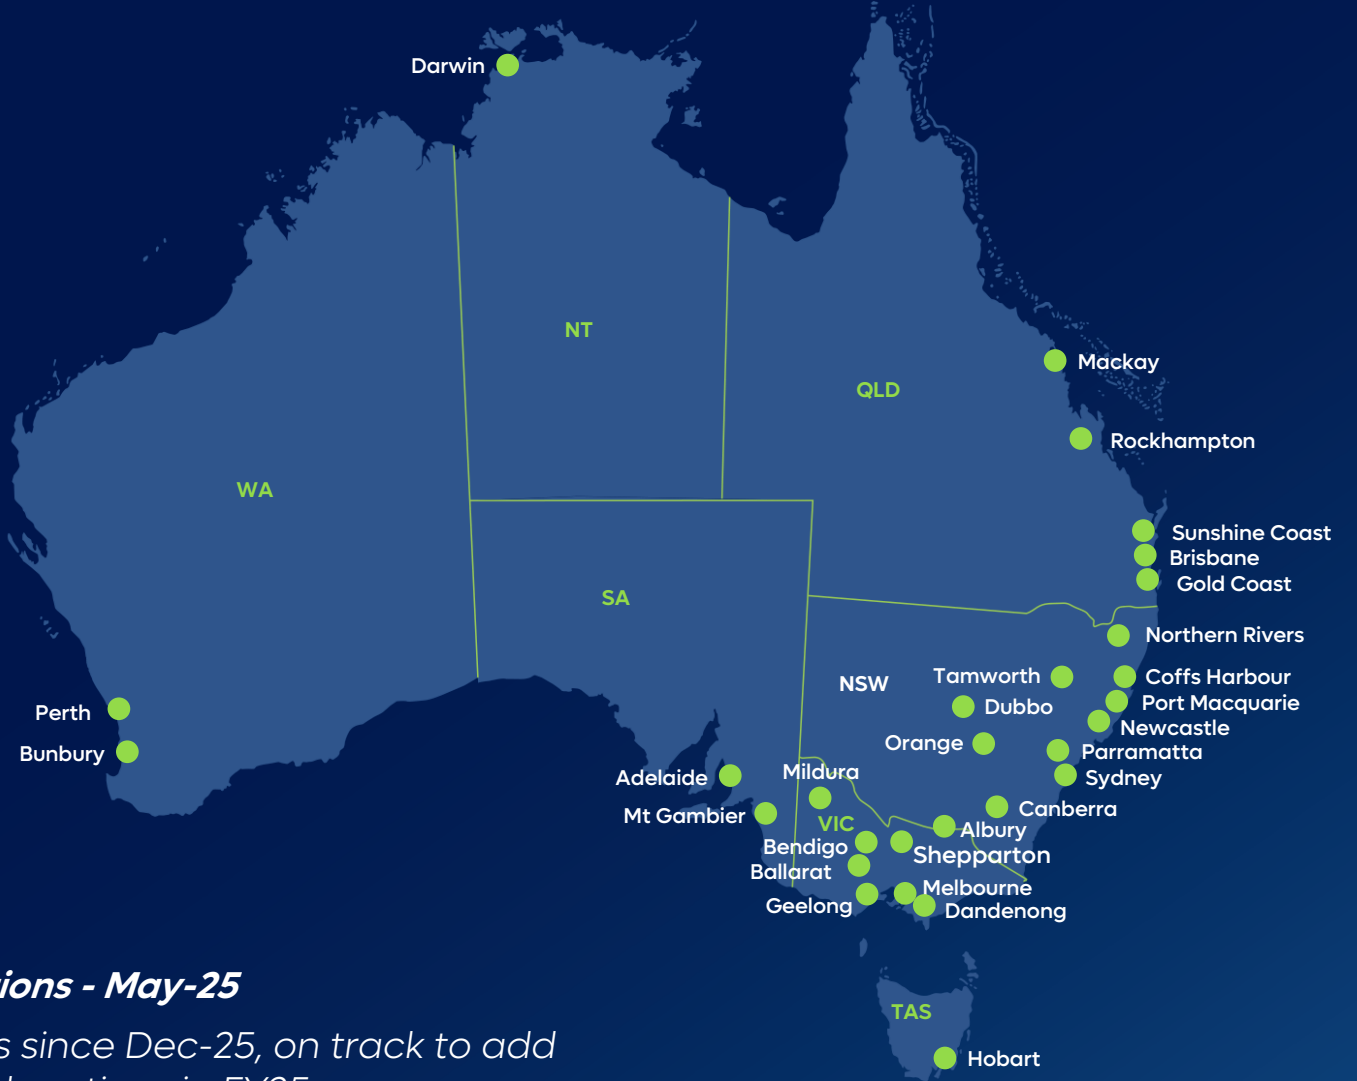 Darwin
NT
Mackay
QLD
Rockhampton
WA
Sunshine Coast
Brisbane
Gold Coast
SA
Northern Rivers
NSW
Tamworth
Coffs Harbour
Dubbo
Port Macquarie
Perth
Newcastle
Orange
Parramatta
Bunbury
Adelaide
Mildura
Sydney
Mt Gambier
Canberra
VIC
Albury
Bendigo
Shepparton
Ballarat
Melbourne
Geelong
Dandenong
TAS
Hobart
ions - May-25
s since Dec-25, on track to add